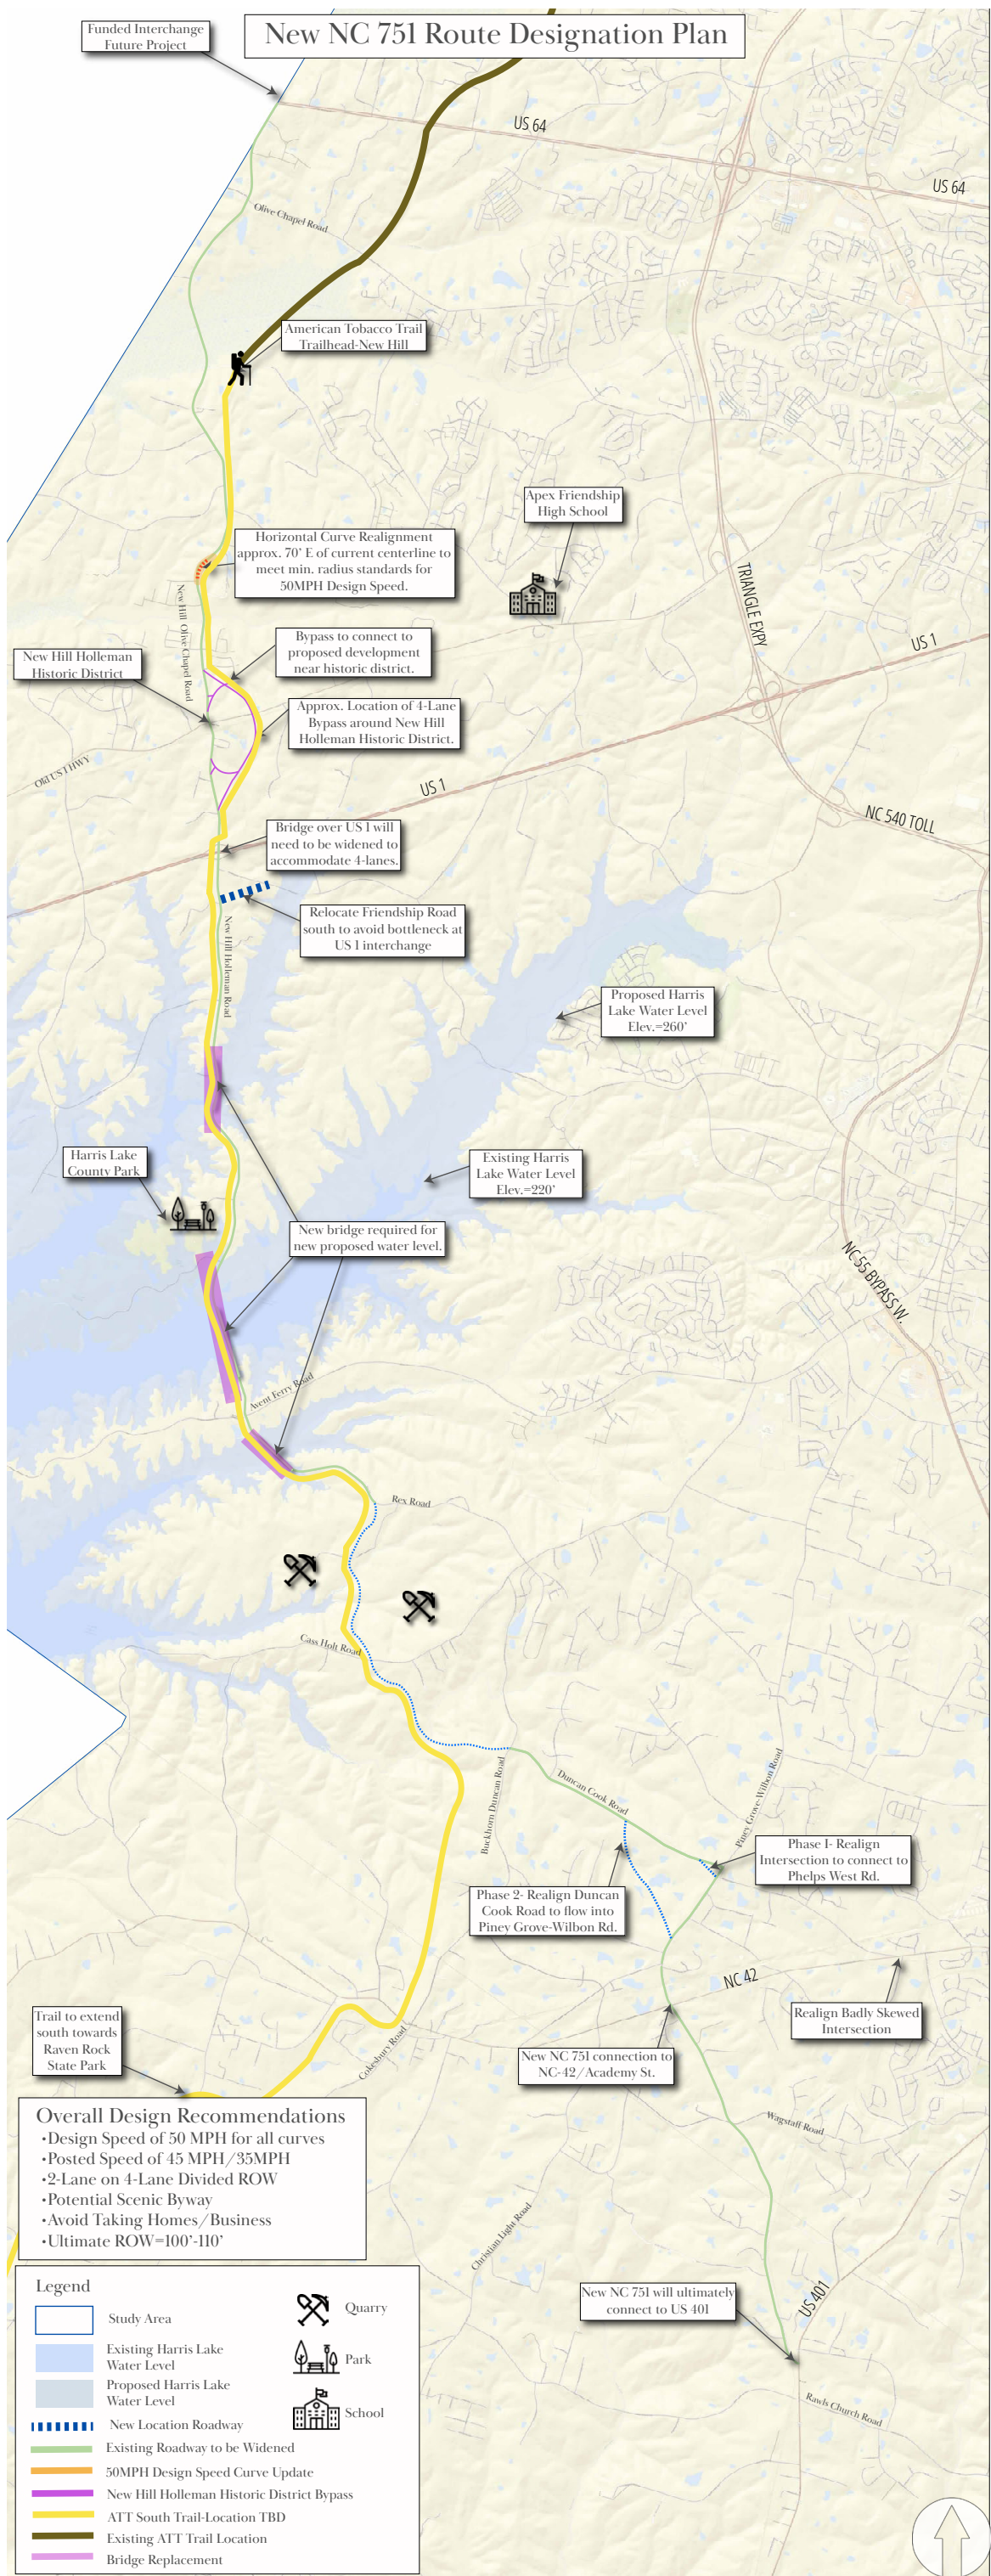 New NC 751 Route Designation Plan
Funded Interchange
Future Project
US 64
US 64
Olive Chapel Road
American Tobacco Trail
Trailhead-New Hill
Apex Friendship
High School
Horizontal Curve Realignment
approx. 70' E of current centerline to
meet min. radius standards for
50MPH Design Speed.
TRIANGLE EXPY
New Hill Olive Chapel Road
Bypass to connect to
proposed development
near historic district.
US 1
New Hill Holleman
Historic District
Approx. Location of 4-Lane
Bypass around New Hill
Holleman Historic District.
Old US 1 HWY
US 1
NC 540 TOLL
Bridge over US 1 will
need to be widened to
accommodate 4-lanes.
Relocate Friendship Road
south to avoid bottleneck at
US 1 interchange
New Hill Holleman Road
Proposed Harris
Lake Water Level
Elev.=260'
Harris Lake
County Park
Existing Harris
Lake Water Level
Elev.=220'
New bridge required for
new proposed water level.
NC 55 BYPASS W.
Avent Ferry Road
Rex Road
Cass Holt Road
Buckhorn Duncan Road
Duncan Cook Road
Piney Grove-Wilbon Road
Phase 1- Realign
Intersection to connect to
Phelps West Rd.
Phase 2- Realign Duncan
Cook Road to flow into
Piney Grove-Wilbon Rd.
NC 42
Realign Badly Skewed
Intersection
Trail to extend
south towards
Raven Rock
State Park
Cokesbury Road
New NC 751 connection to
NC-42/Academy St.
Wagstaff Road
Overall Design Recommendations
•Design Speed of 50 MPH for all curves
•Posted Speed of 45 MPH/35MPH
•2-Lane on 4-Lane Divided ROW
•Potential Scenic Byway
•Avoid Taking Homes/Business
•Ultimate ROW=100'-110'
Christian Light Road
New NC 751 will ultimately
connect to US 401
US 401
Rawls Church Road
Legend
Study Area
Existing Harris Lake
Water Level
Proposed Harris Lake
Water Level
New Location Roadway
Existing Roadway to be Widened
50MPH Design Speed Curve Update
New Hill Holleman Historic District Bypass
ATT South Trail-Location TBD
Existing ATT Trail Location
Bridge Replacement
Quarry
Park
School